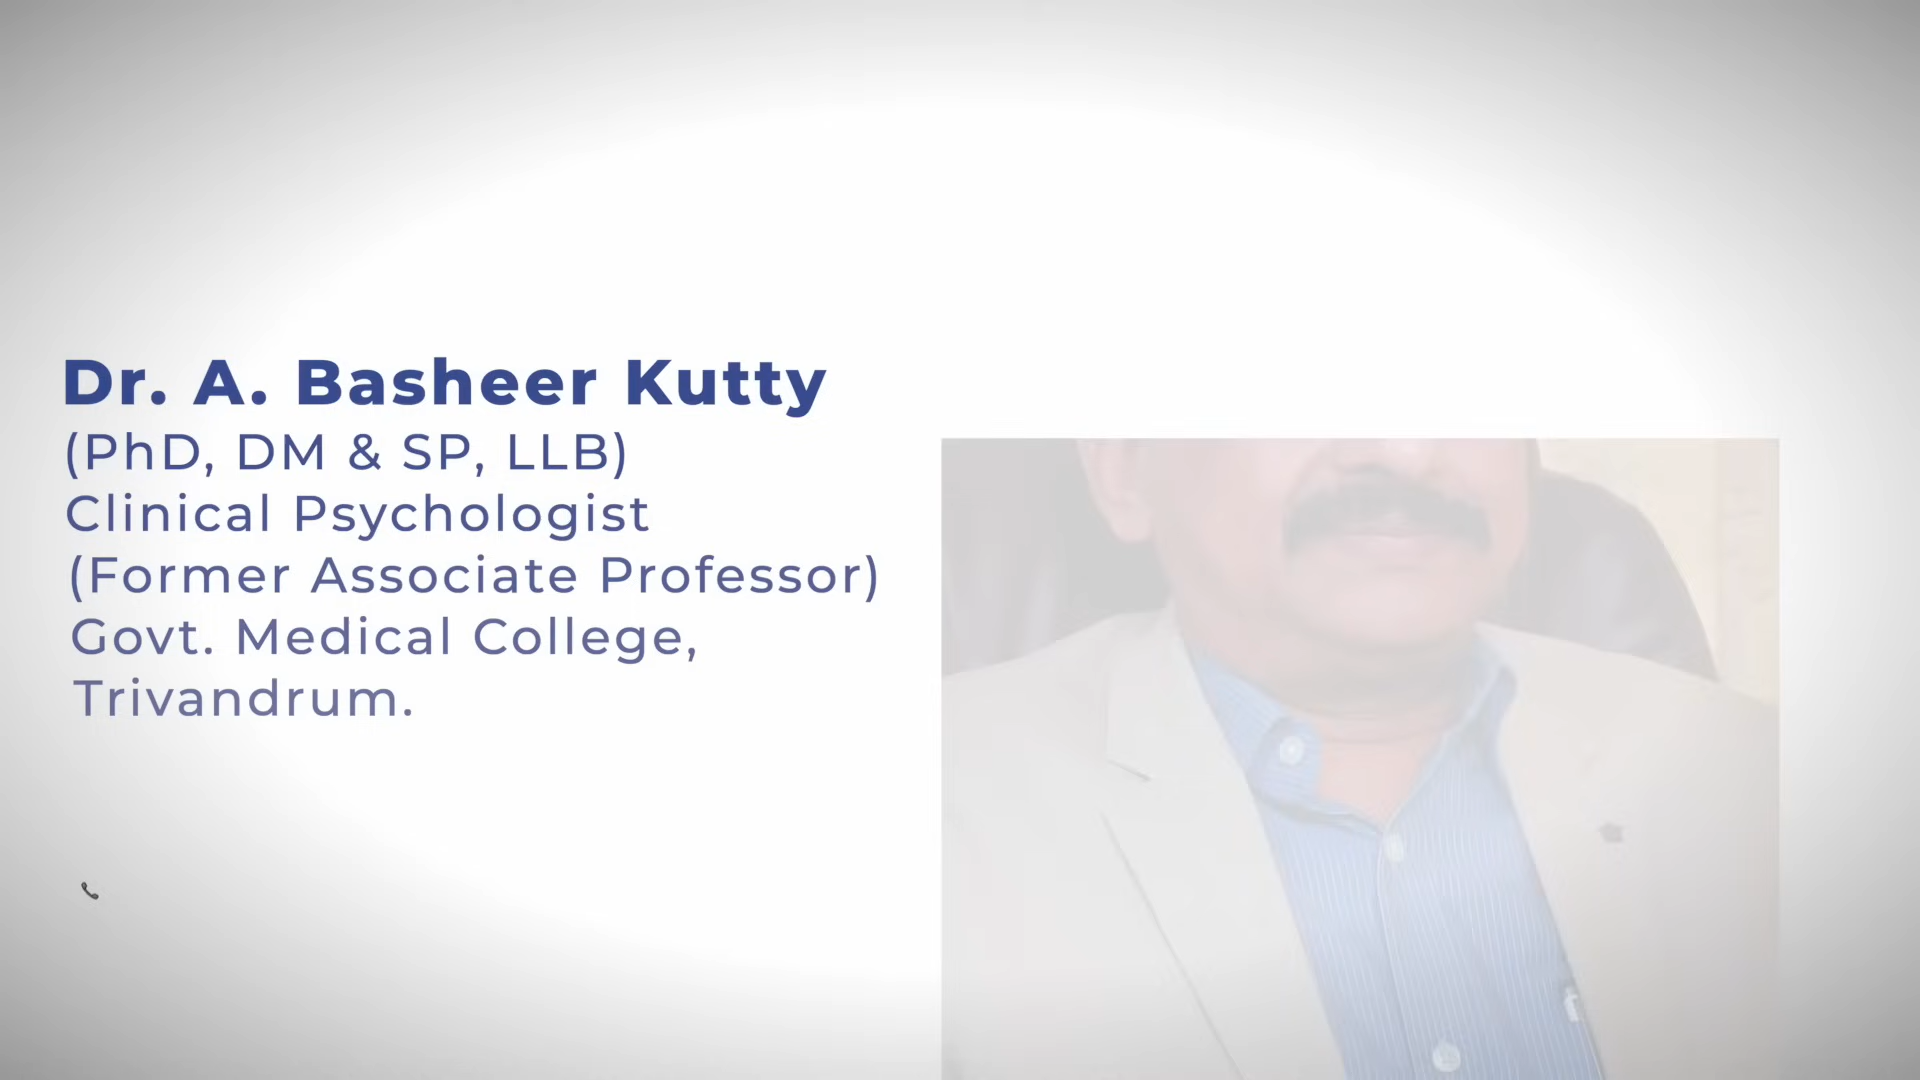 Dr. A. Basheer Kutty
(PhD, DM & SP, LLB)
Clinical Psychologist
(Former Associate Professor)
Govt. Medical College,
Trivandrum.